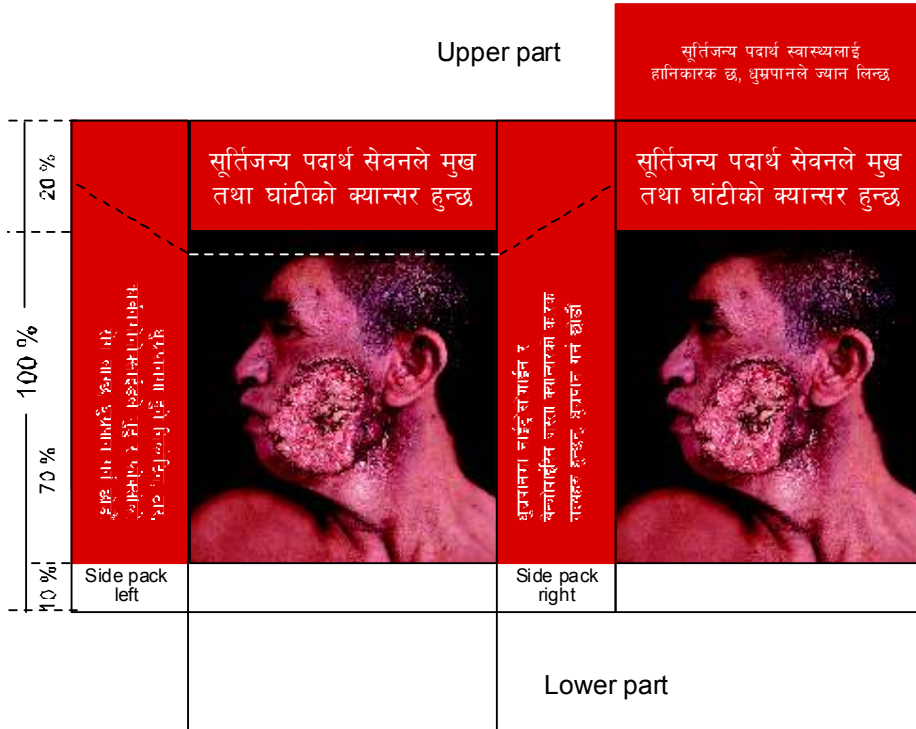 Upper part
सूर्तिजन्य पदार्थ स्वास्थ्यलाई
हानिकारक छ, धुम्रपानले ज्यान लिन्छ
सूर्तिजन्य पदार्थ सेवनले मुख
तथा घांटीको क्यान्सर हुन्छ
सूर्तिजन्य पदार्थ सेवनले मुख
तथा घांटीको क्यान्सर हुन्छ
20 %
100 %
70 %
10 %
Side pack
left
Side pack
right
Lower part